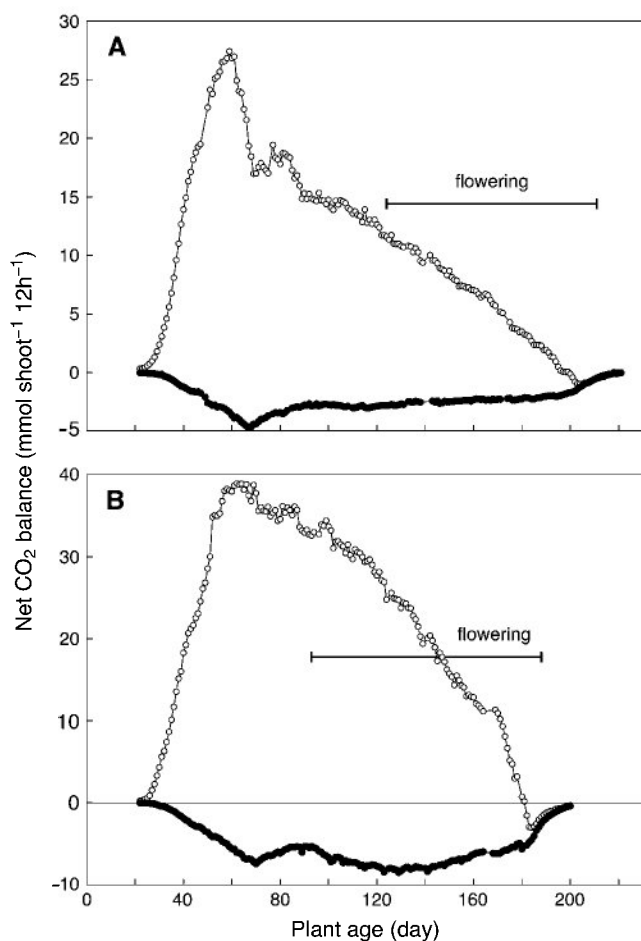 30
A
25
20
15
flowering
10
5
0
−5
Net CO₂ balance (mmol shoot⁻¹ 12h⁻¹)
40
B
30
20
flowering
10
0
−10
0 40 80 120 160 200
Plant age (day)